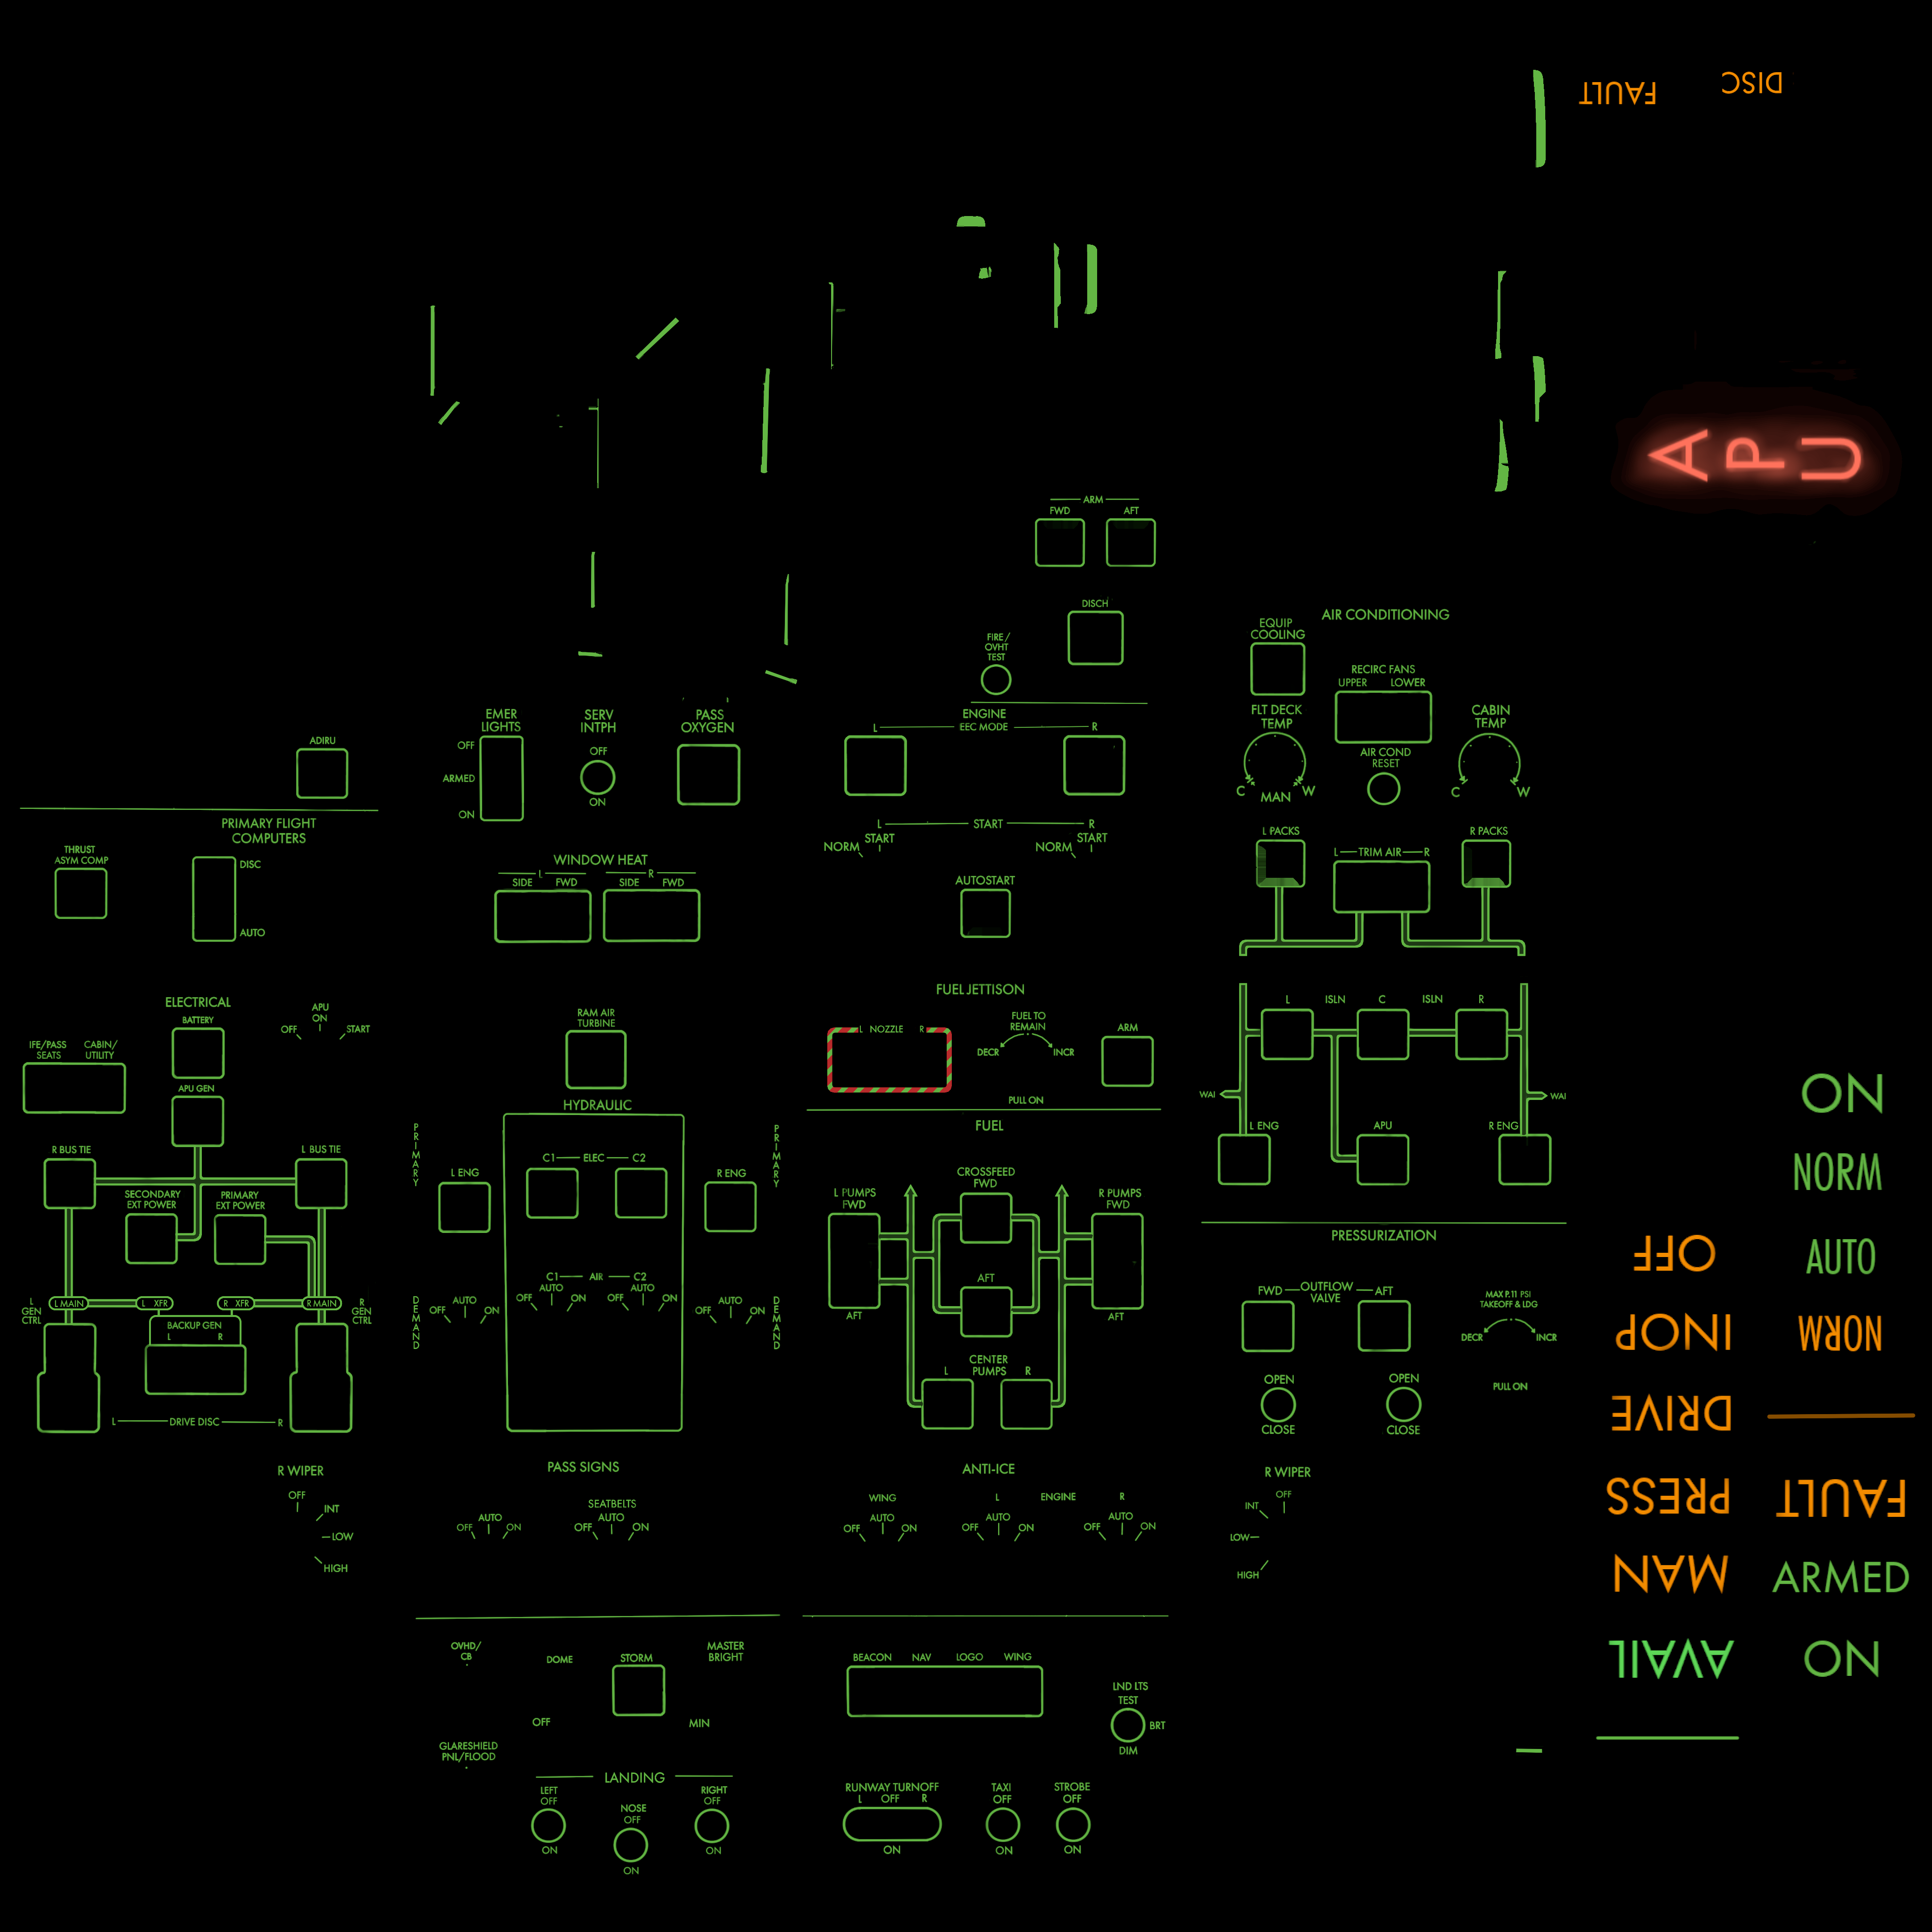 FAULT
DISC
APU
ARM
FWD AFT
DISCH
FIRE/
OVHT
TEST
ADIRU
PRIMARY FLIGHT
COMPUTERS
THRUST
ASYM COMP
DISC
AUTO
EMER
LIGHTS
OFF
ARMED
ON
SERV
INTPH
OFF
ON
PASS
OXYGEN
WINDOW HEAT
L R
SIDE FWD SIDE FWD
ENGINE
L EEC MODE R
L START R
START START
NORM NORM
AUTOSTART
AIR CONDITIONING
EQUIP
COOLING
RECIRC FANS
UPPER LOWER
FLT DECK
TEMP
C MAN W
AIR COND
RESET
CABIN
TEMP
C W
L PACKS
R PACKS
L TRIM AIR R
L ISLN C ISLN R
WAI WAI
L ENG APU R ENG
ELECTRICAL
BATTERY
APU
ON
OFF START
IFE/PASS
SEATS
CABIN/
UTILITY
APU GEN
R BUS TIE L BUS TIE
SECONDARY
EXT POWER
PRIMARY
EXT POWER
L MAIN L XFR R XFR R MAIN
L
GEN
CTRL
R
GEN
CTRL
BACKUP GEN
L R
L DRIVE DISC R
R WIPER
OFF
INT
LOW
HIGH
RAM AIR
TURBINE
HYDRAULIC
PRIMARY
PRIMARY
C1 ELEC C2
L ENG R ENG
C1 AIR C2
AUTO AUTO
OFF ON OFF ON
DEMAND
AUTO
OFF ON
AUTO
OFF ON
DEMAND
PASS SIGNS
SEATBELTS
AUTO AUTO
OFF ON OFF ON
FUEL JETTISON
L NOZZLE R
FUEL TO
REMAIN
DECR INCR
ARM
PULL ON
FUEL
L PUMPS
FWD
AFT
CROSSFEED
FWD
AFT
R PUMPS
FWD
AFT
CENTER
L PUMPS R
ANTI-ICE
WING L ENGINE R
AUTO AUTO AUTO
OFF ON OFF ON OFF ON
PRESSURIZATION
FWD OUTFLOW AFT
VALVE
MAX P.11 PSI
TAKEOFF & LDG
DECR INCR
OPEN OPEN
CLOSE CLOSE
PULL ON
R WIPER
OFF
INT
LOW
HIGH
OVHD/
CB
DOME
STORM
MASTER
BRIGHT
OFF MIN
GLARESHIELD
PNL/FLOOD
LANDING
LEFT
OFF
ON
NOSE
OFF
ON
RIGHT
OFF
ON
BEACON NAV LOGO WING
LND LTS
TEST
BRT
DIM
RUNWAY TURNOFF
L OFF R
ON
TAXI
OFF
ON
STROBE
OFF
ON
ON
NORM
OFF AUTO
INOP NORM
DRIVE
PRESS FAULT
MAN ARMED
AVAIL ON